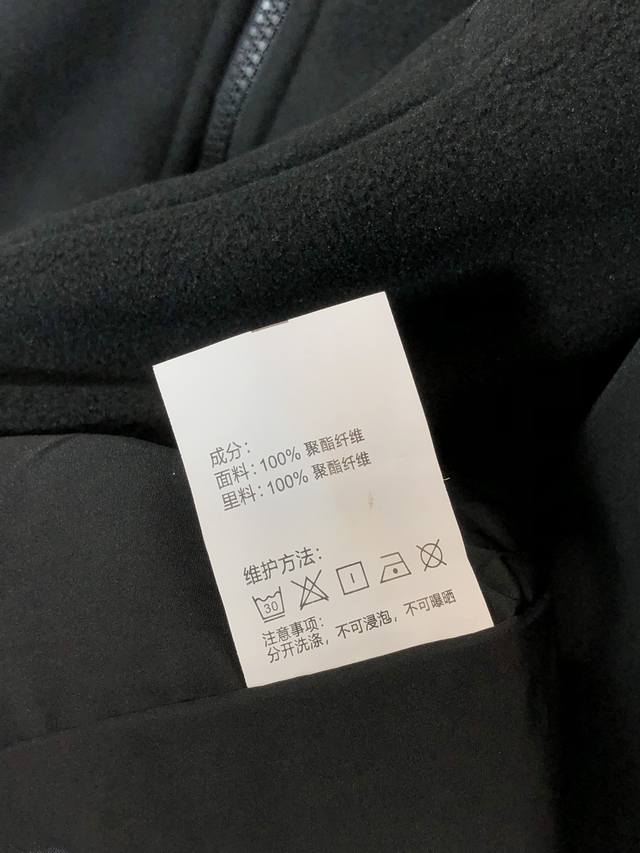 成分：
面料：100% 聚酯纤维
里料：100% 聚酯纤维
维护方法：
30
注意事项：
分开洗涤，不可浸泡，不可曝晒